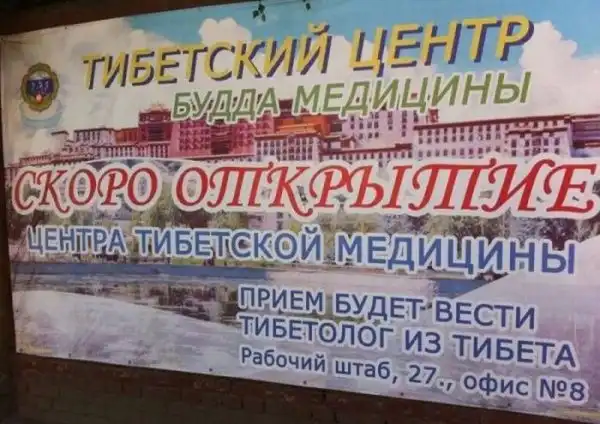 ТИБЕТСКИЙ ЦЕНТР
БУДДА МЕДИЦИНЫ
СКОРО ОТКРЫТИЕ
ЦЕНТРА ТИБЕТСКОЙ МЕДИЦИНЫ
ПРИЕМ БУДЕТ ВЕСТИ
ТИБЕТОЛОГ ИЗ ТИБЕТА
Рабочий штаб, 27., офис №8